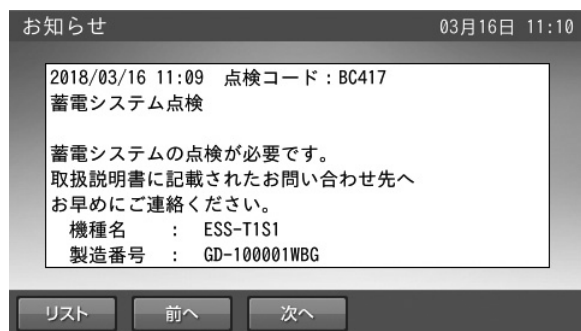 お知らせ 03月16日 11:10
2018/03/16 11:09 点検コード:BC417
蓄電システム点検
蓄電システムの点検が必要です。
取扱説明書に記載されたお問い合わせ先へ
お早めにご連絡ください。
機種名 : ESS-T1S1
製造番号 : GD-100001WBG
リスト 前へ 次へ